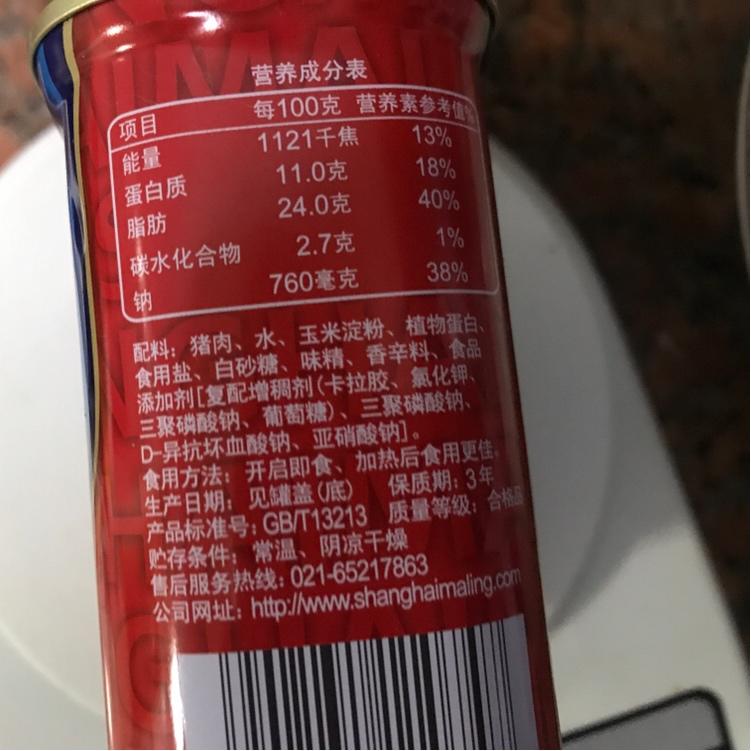 营养成分表
项目 每100克 营养素参考值%
能量 1121千焦 13%
蛋白质 11.0克 18%
脂肪 24.0克 40%
碳水化合物 2.7克 1%
钠 760毫克 38%
配料：猪肉、水、玉米淀粉、植物蛋白、
食用盐、白砂糖、味精、香辛料、食品
添加剂[复配增稠剂(卡拉胶、氯化钾、
三聚磷酸钠、葡萄糖)、三聚磷酸钠、
D-异抗坏血酸钠、亚硝酸钠]。
食用方法：开启即食、加热后食用更佳。
生产日期：见罐盖(底) 保质期：3年
产品标准号：GB/T13213 质量等级：合格品
贮存条件：常温、阴凉干燥
售后服务热线：021-65217863
公司网址：http://www.shanghaimaling.com